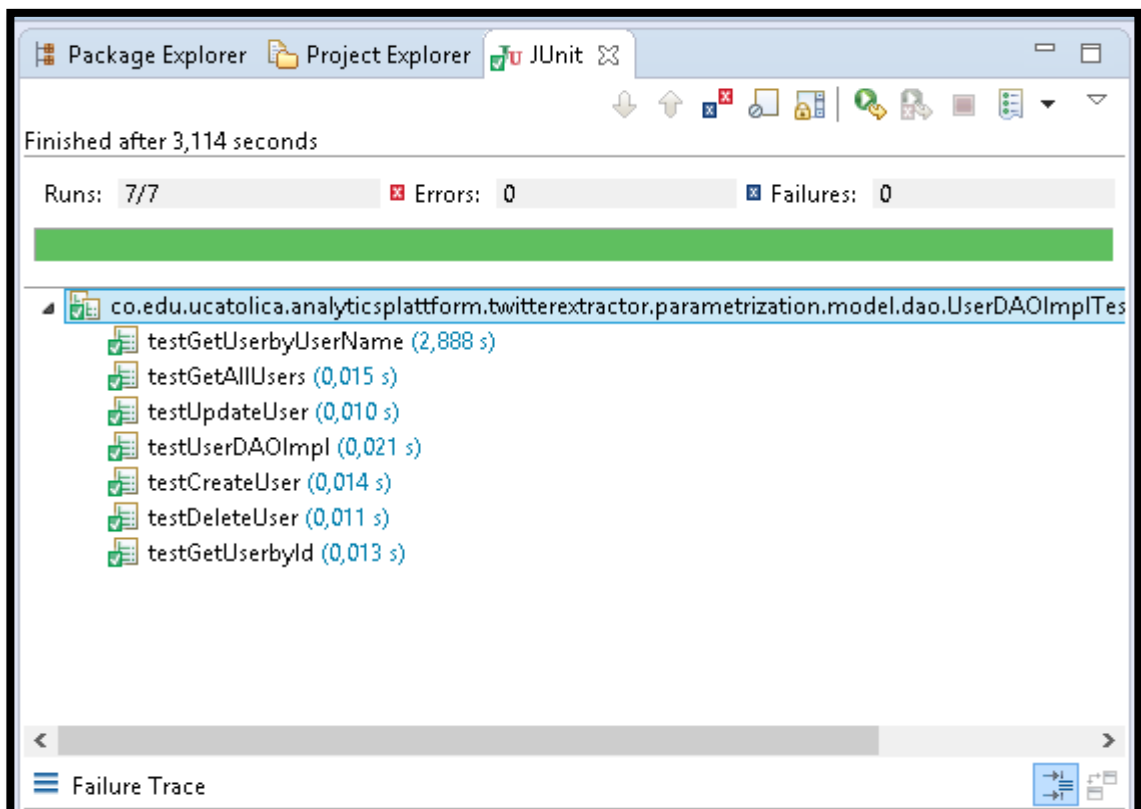 Package Explorer Project Explorer JUnit
Finished after 3,114 seconds
Runs: 7/7 Errors: 0 Failures: 0
co.edu.ucatolica.analyticsplattform.twitterextractor.parametrization.model.dao.UserDAOImplTes
testGetUserbyUserName (2,888 s)
testGetAllUsers (0,015 s)
testUpdateUser (0,010 s)
testUserDAOImpl (0,021 s)
testCreateUser (0,014 s)
testDeleteUser (0,011 s)
testGetUserbyId (0,013 s)
Failure Trace